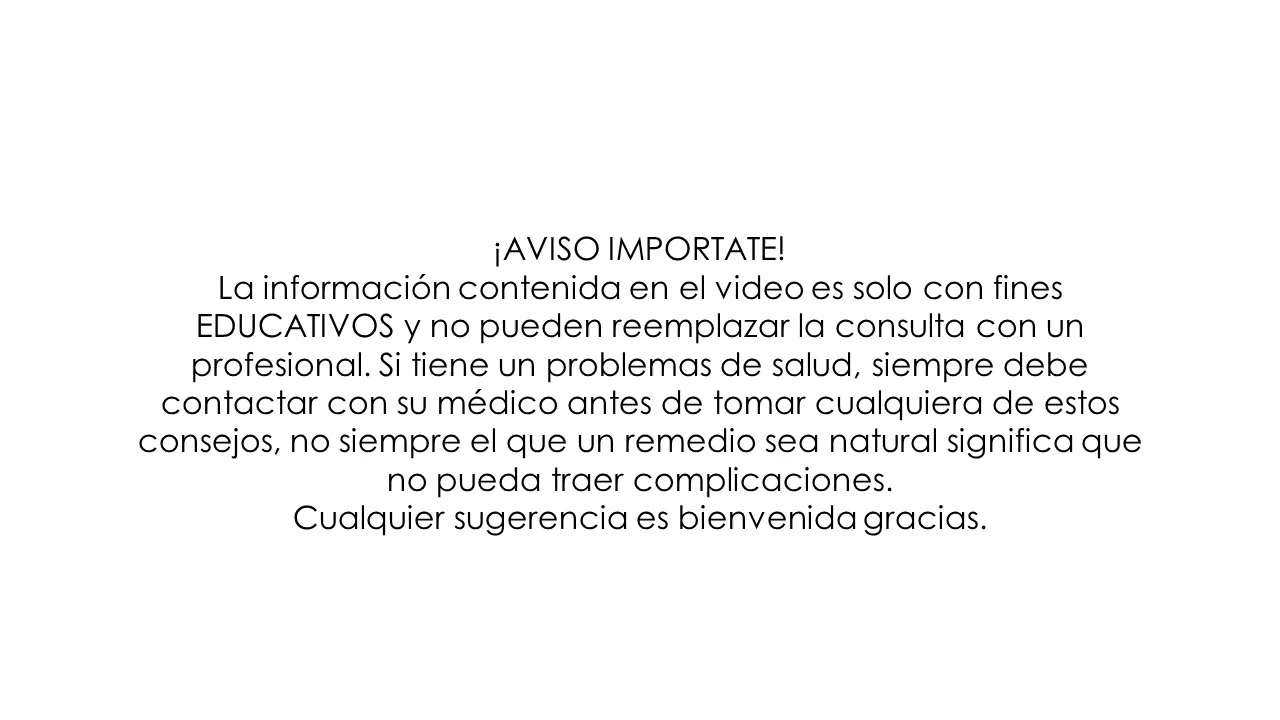 ¡AVISO IMPORTATE!
La información contenida en el video es solo con fines
EDUCATIVOS y no pueden reemplazar la consulta con un
profesional. Si tiene un problemas de salud, siempre debe
contactar con su médico antes de tomar cualquiera de estos
consejos, no siempre el que un remedio sea natural significa que
no pueda traer complicaciones.
Cualquier sugerencia es bienvenida gracias.